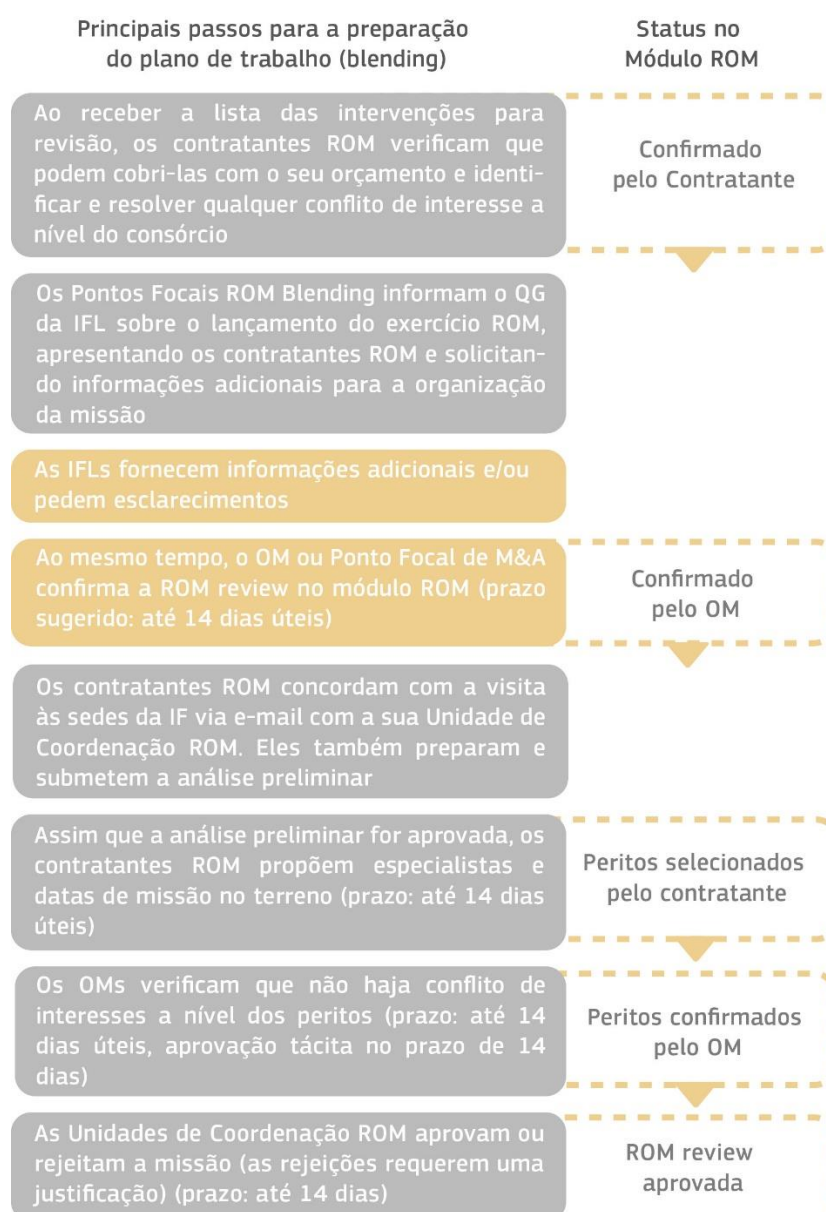 Principais passos para a preparação
do plano de trabalho (blending)
Status no
Módulo ROM
Ao receber a lista das intervenções para
revisão, os contratantes ROM verificam que
podem cobri-las com o seu orçamento e identi-
ficar e resolver qualquer conflito de interesse a
nível do consórcio
Confirmado
pelo Contratante
Os Pontos Focais ROM Blending informam o QG
da IFL sobre o lançamento do exercício ROM,
apresentando os contratantes ROM e solicitan-
do informações adicionais para a organização
da missão
As IFLs fornecem informações adicionais e/ou
pedem esclarecimentos
Ao mesmo tempo, o OM ou Ponto Focal de M&A
confirma a ROM review no módulo ROM (prazo
sugerido: até 14 dias úteis)
Confirmado
pelo OM
Os contratantes ROM concordam com a visita
às sedes da IF via e-mail com a sua Unidade de
Coordenação ROM. Eles também preparam e
submetem a análise preliminar
Assim que a análise preliminar for aprovada, os
contratantes ROM propõem especialistas e
datas de missão no terreno (prazo: até 14 dias
úteis)
Peritos selecionados
pelo contratante
Os OMs verificam que não haja conflito de
interesses a nível dos peritos (prazo: até 14
dias úteis, aprovação tácita no prazo de 14
dias)
Peritos confirmados
pelo OM
As Unidades de Coordenação ROM aprovam ou
rejeitam a missão (as rejeições requerem uma
justificação) (prazo: até 14 dias)
ROM review
aprovada